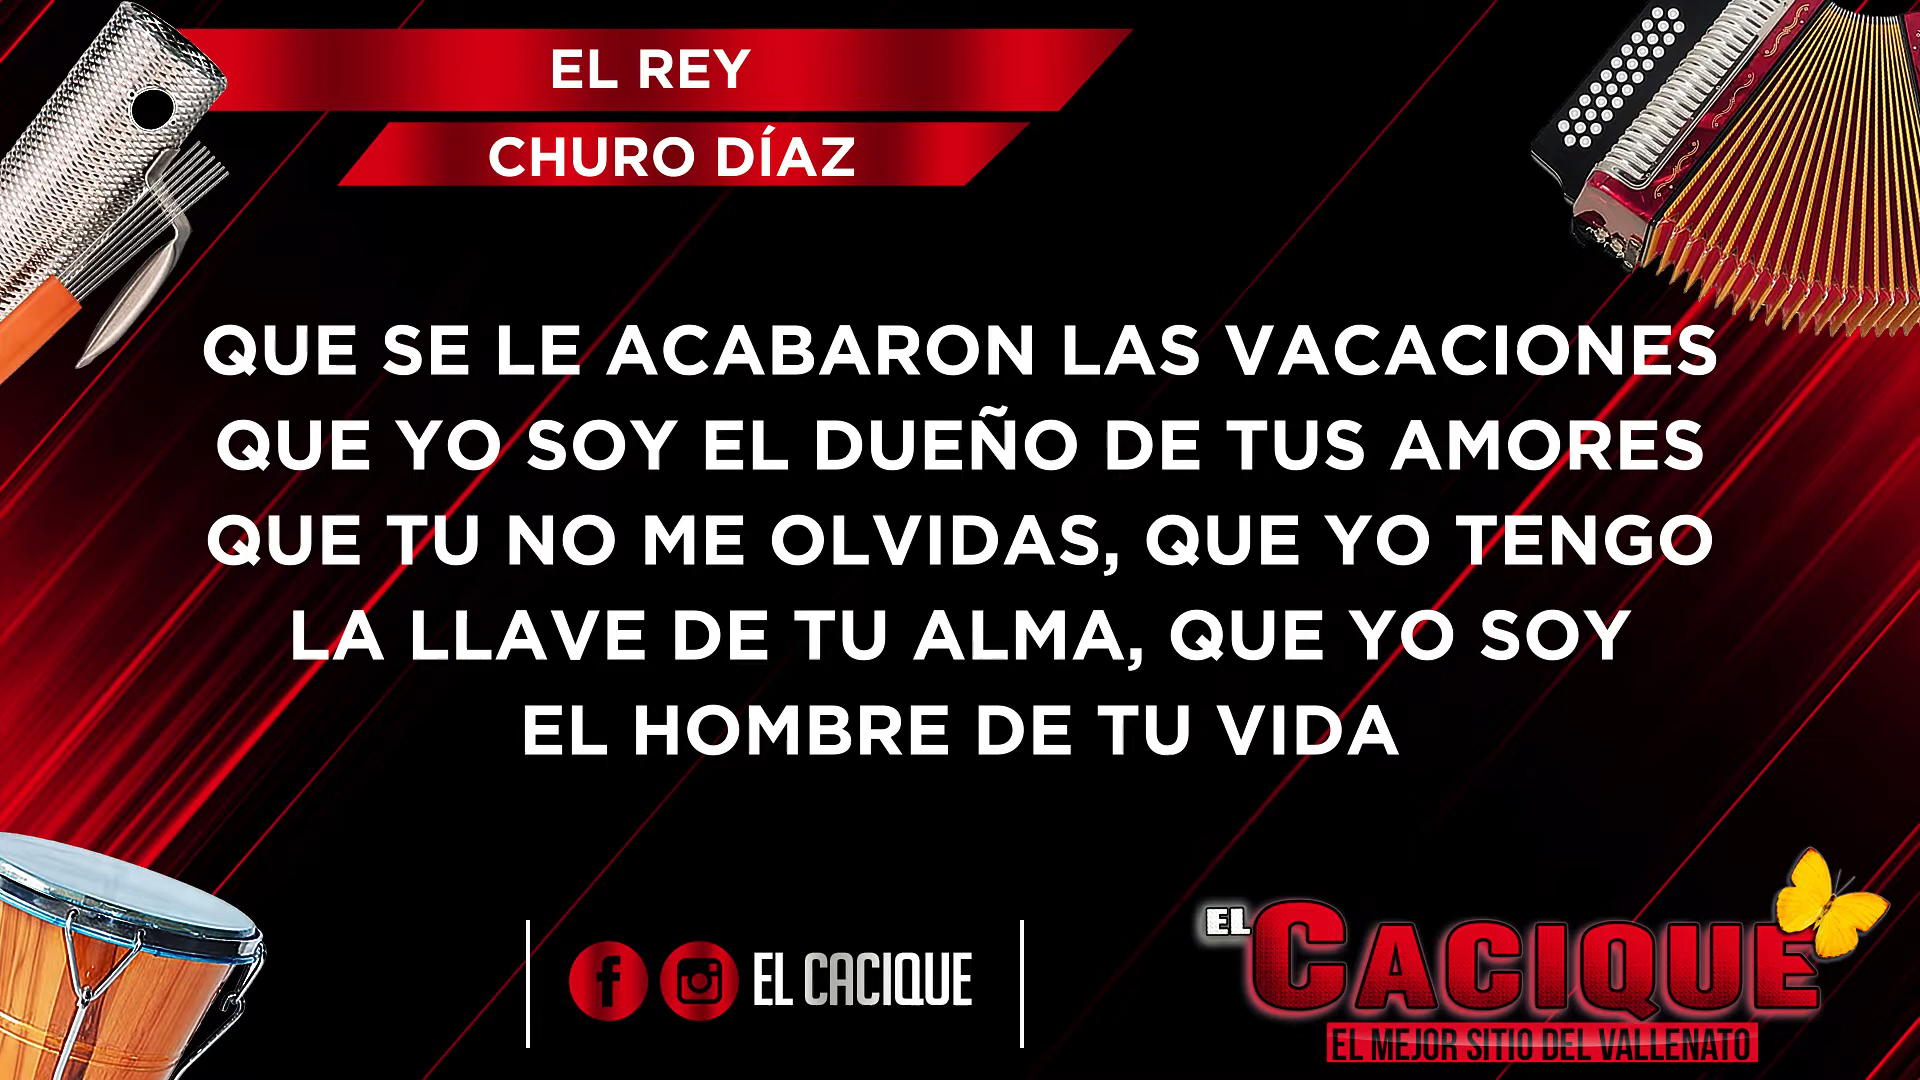 EL REY
CHURO DÍAZ
QUE SE LE ACABARON LAS VACACIONES
QUE YO SOY EL DUEÑO DE TUS AMORES
QUE TU NO ME OLVIDAS, QUE YO TENGO
LA LLAVE DE TU ALMA, QUE YO SOY
EL HOMBRE DE TU VIDA
EL CACIQUE
EL CACIQUE
EL MEJOR SITIO DEL VALLENATO